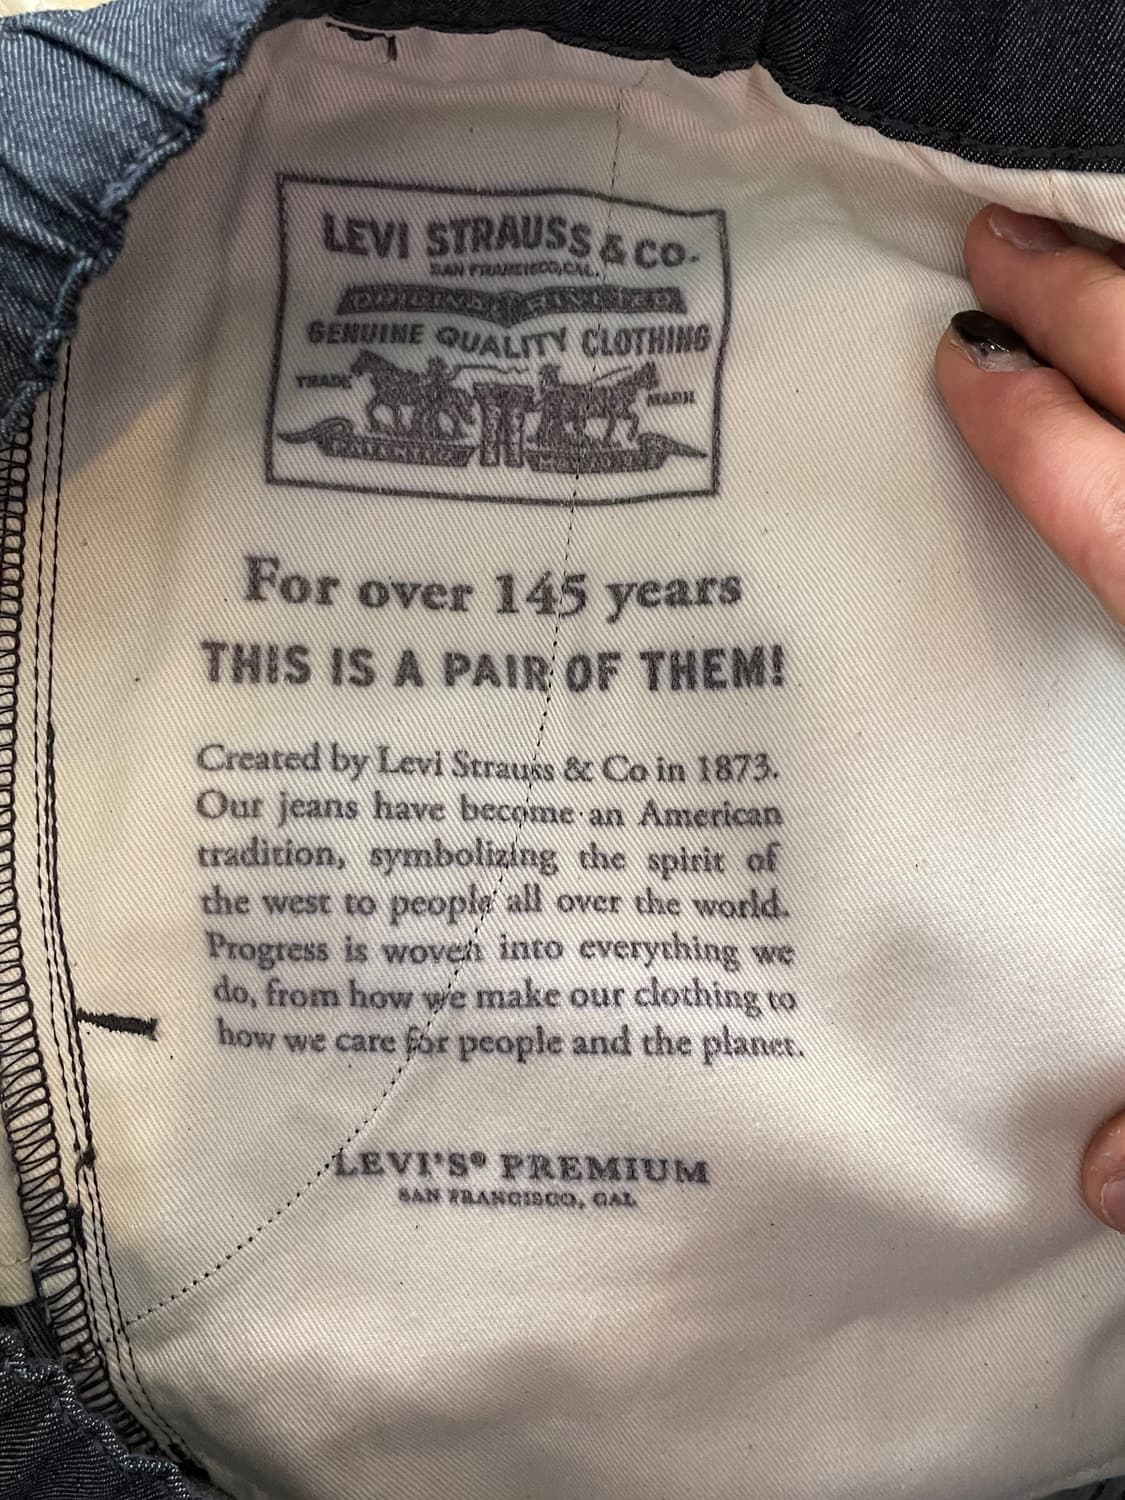 LEVI STRAUSS & CO.
SAN FRANCISCO, CAL.
GENUINE QUALITY CLOTHING
TRADE MARK
For over 145 years
THIS IS A PAIR OF THEM!
Created by Levi Strauss & Co in 1873.
Our jeans have become an American
tradition, symbolizing the spirit of
the west to people all over the world.
Progress is woven into everything we
do, from how we make our clothing to
how we care for people and the planet.
LEVI'S® PREMIUM
SAN FRANCISCO, CAL